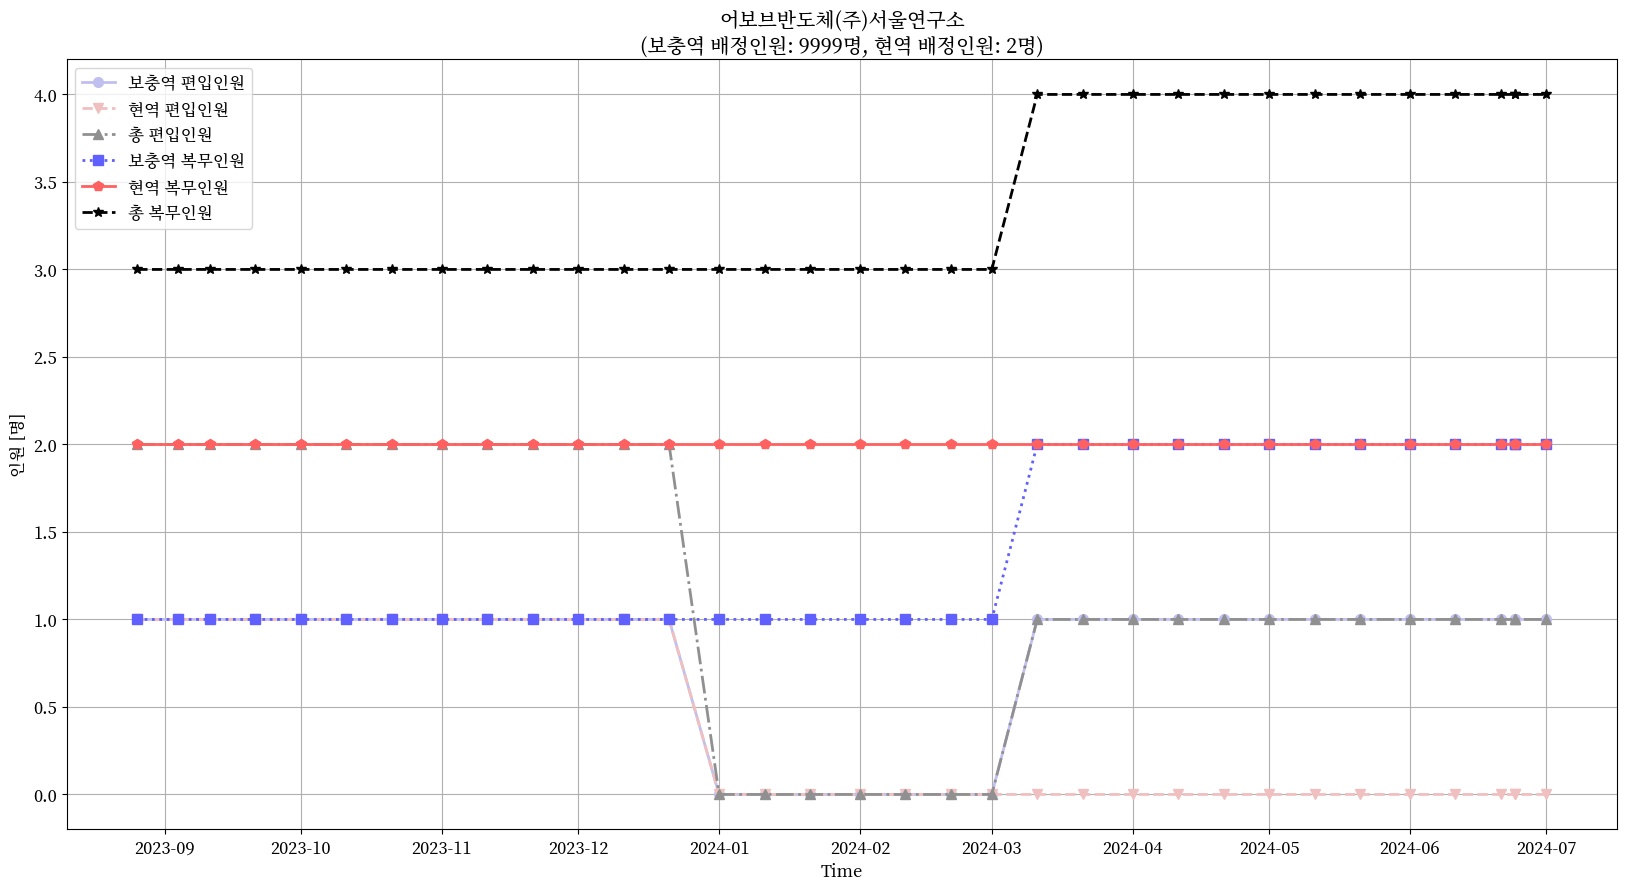 어보브반도체(주)서울연구소
(보충역 배정인원: 9999명, 현역 배정인원: 2명)
보충역 편입인원
현역 편입인원
총 편입인원
보충역 복무인원
현역 복무인원
총 복무인원
인원 [명]
4.0
3.5
3.0
2.5
2.0
1.5
1.0
0.5
0.0
2023-09 2023-10 2023-11 2023-12 2024-01 2024-02 2024-03 2024-04 2024-05 2024-06 2024-07
Time